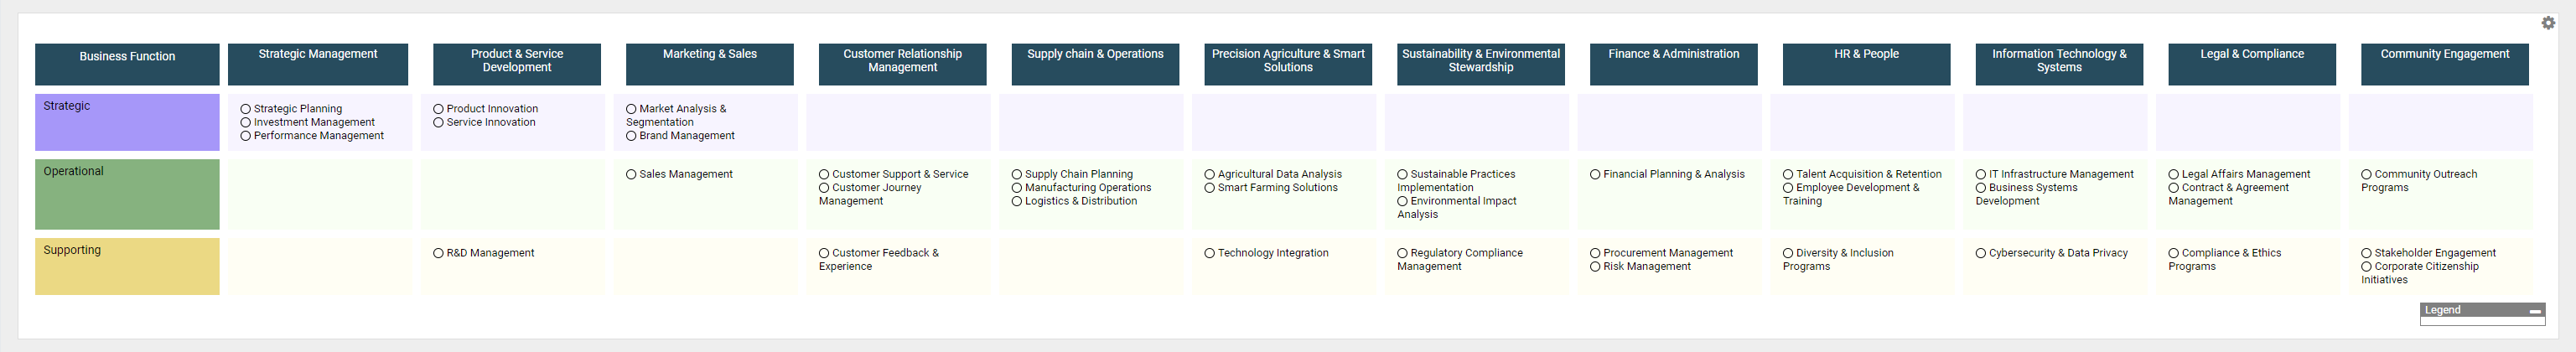 Business Function
Strategic Management
Product & Service
Development
Marketing & Sales
Customer Relationship
Management
Supply chain & Operations
Precision Agriculture & Smart
Solutions
Sustainability & Environmental
Stewardship
Finance & Administration
HR & People
Information Technology &
Systems
Legal & Compliance
Community Engagement
Strategic
Strategic Planning
Investment Management
Performance Management
Product Innovation
Service Innovation
Market Analysis &
Segmentation
Brand Management
Operational
Sales Management
Customer Support & Service
Customer Journey
Management
Supply Chain Planning
Manufacturing Operations
Logistics & Distribution
Agricultural Data Analysis
Smart Farming Solutions
Sustainable Practices
Implementation
Environmental Impact
Analysis
Financial Planning & Analysis
Talent Acquisition & Retention
Employee Development &
Training
IT Infrastructure Management
Business Systems
Development
Legal Affairs Management
Contract & Agreement
Management
Community Outreach
Programs
Supporting
R&D Management
Customer Feedback &
Experience
Technology Integration
Regulatory Compliance
Management
Procurement Management
Risk Management
Diversity & Inclusion
Programs
Cybersecurity & Data Privacy
Compliance & Ethics
Programs
Stakeholder Engagement
Corporate Citizenship
Initiatives
Legend